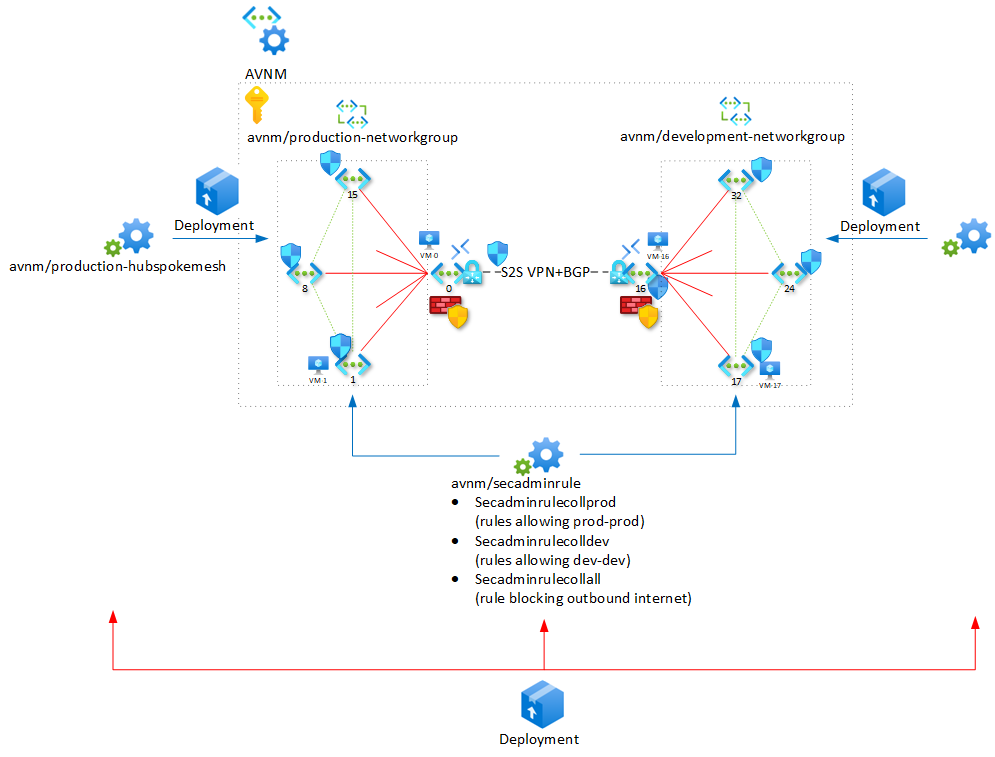 AVNM
avnm/production-networkgroup
avnm/development-networkgroup
15
32
Deployment
Deployment
VM-0
VM-16
avnm/production-hubspokemesh
8
0
S2S VPN+BGP
16
24
VM-1
1
17
VM-17
avnm/secadminrule
• Secadminrulecollprod
(rules allowing prod-prod)
• Secadminrulecolldev
(rules allowing dev-dev)
• Secadminrulecollall
(rule blocking outbound internet)
Deployment